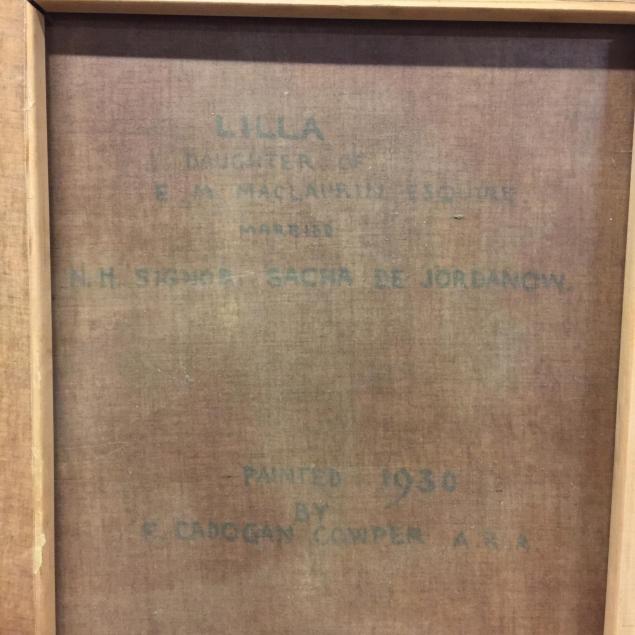 LILLA
DAUGHTER OF
E. M. MACLAURIN ESQUIRE
MARRIED
H.H. SIGNOR. SACHA DE JORDANOW.
PAINTED 1930
BY
F. CADOGAN COWPER A.R.A.